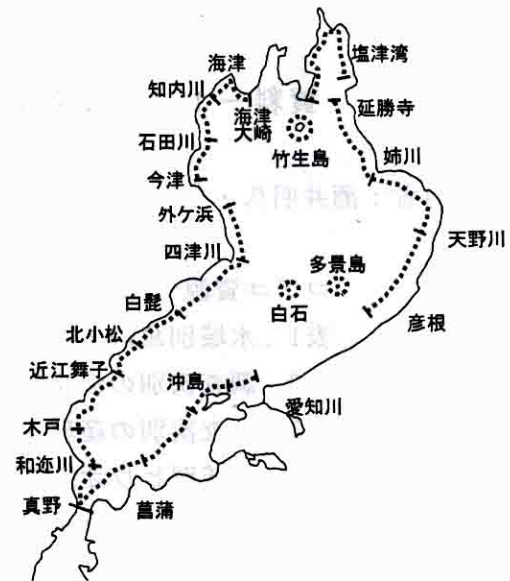 塩津湾
海津
知内川
海津
大崎
延勝寺
石田川
竹生島
姉川
今津
外ケ浜
天野川
四津川
多景島
白髭
白石
彦根
北小松
近江舞子
沖島
愛知川
木戸
和迩川
真野
菖蒲